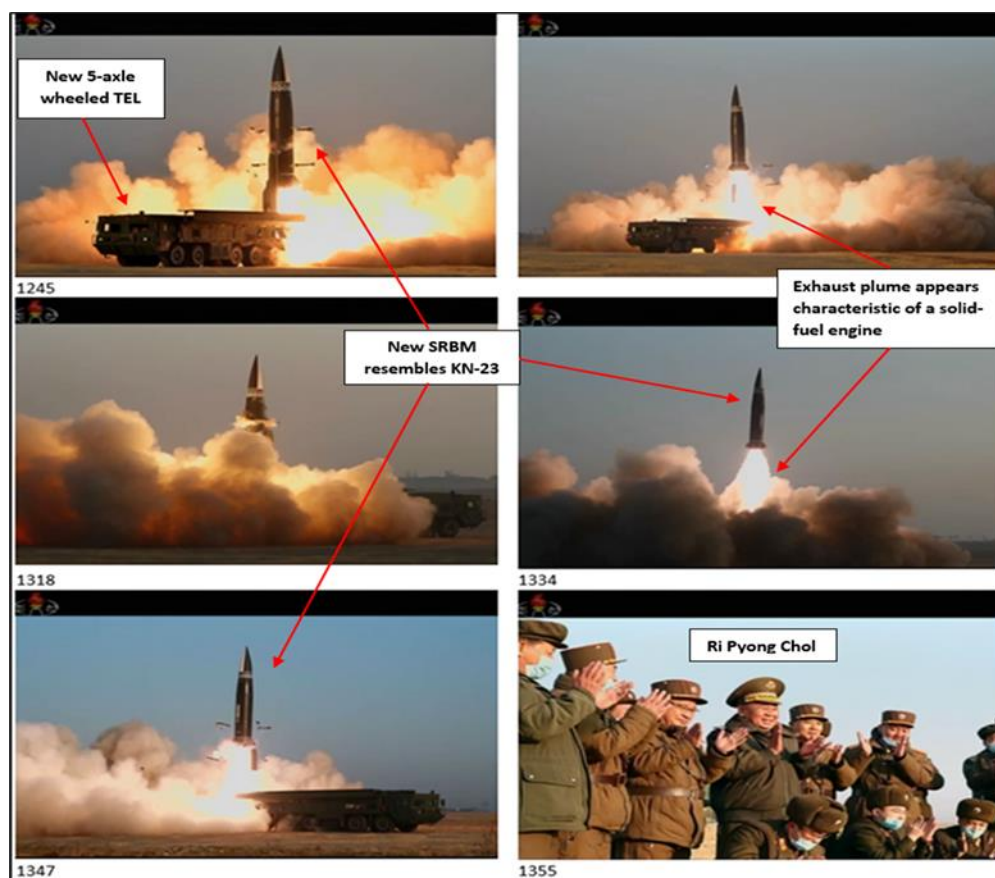 New 5-axle
wheeled TEL
1245
Exhaust plume appears
characteristic of a solid-
fuel engine
New SRBM
resembles KN-23
1318
1334
Ri Pyong Chol
1347
1355